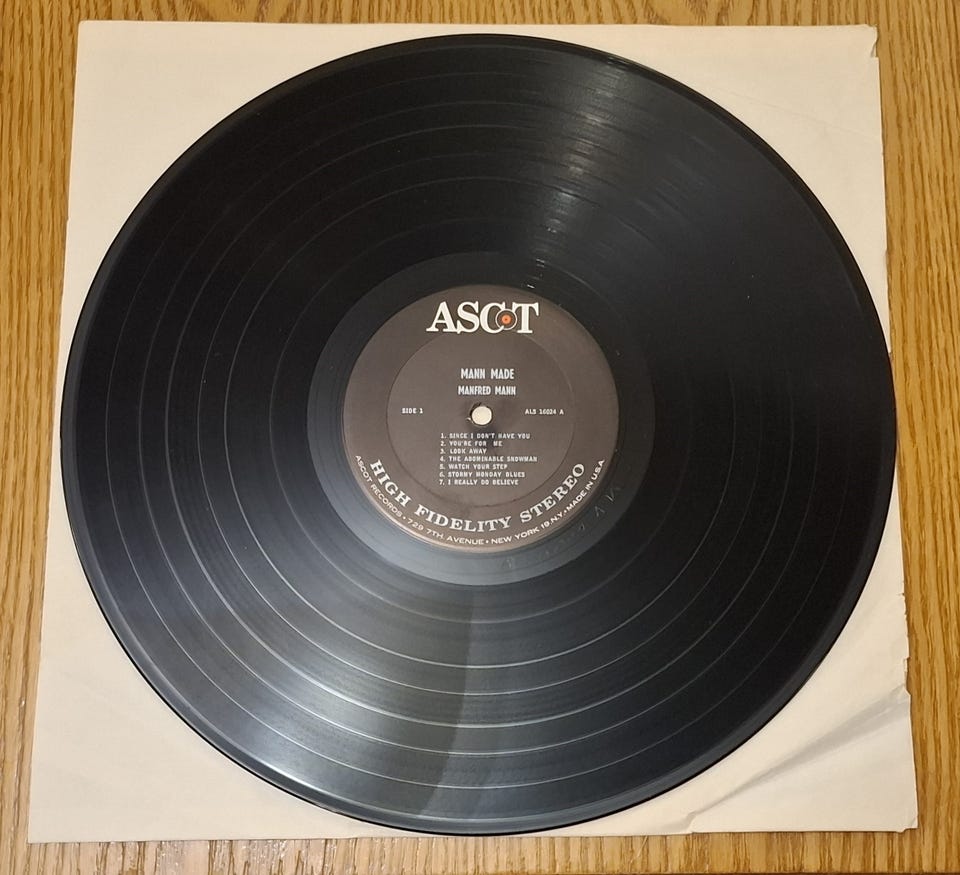 ASCOT
MANN MADE
MANFRED MANN
SIDE 1
ALS 16024 A
1. SINCE I DON'T HAVE YOU
2. YOU'RE FOR ME
3. LOOK AWAY
4. THE ABOMINABLE SNOWMAN
5. WATCH YOUR STEP
6. STORMY MONDAY BLUES
7. I REALLY DO BELIEVE
HIGH FIDELITY STEREO
ASCOT RECORDS • 729 7TH. AVENUE • NEW YORK 19 N.Y. • MADE IN U.S.A.